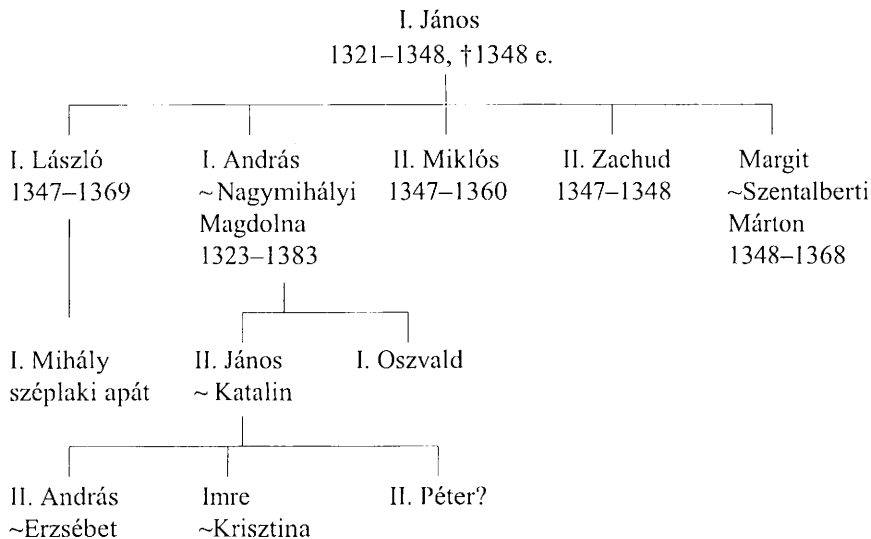 I. János
1321–1348, †1348 e.
I. László
1347–1369
I. András
~Nagymihályi
Magdolna
1323–1383
II. Miklós
1347–1360
II. Zachud
1347–1348
Margit
~Szentalberti
Márton
1348–1368
I. Mihály
széplaki apát
II. János
~ Katalin
I. Oszvald
II. András
~Erzsébet
Imre
~Krisztina
II. Péter?